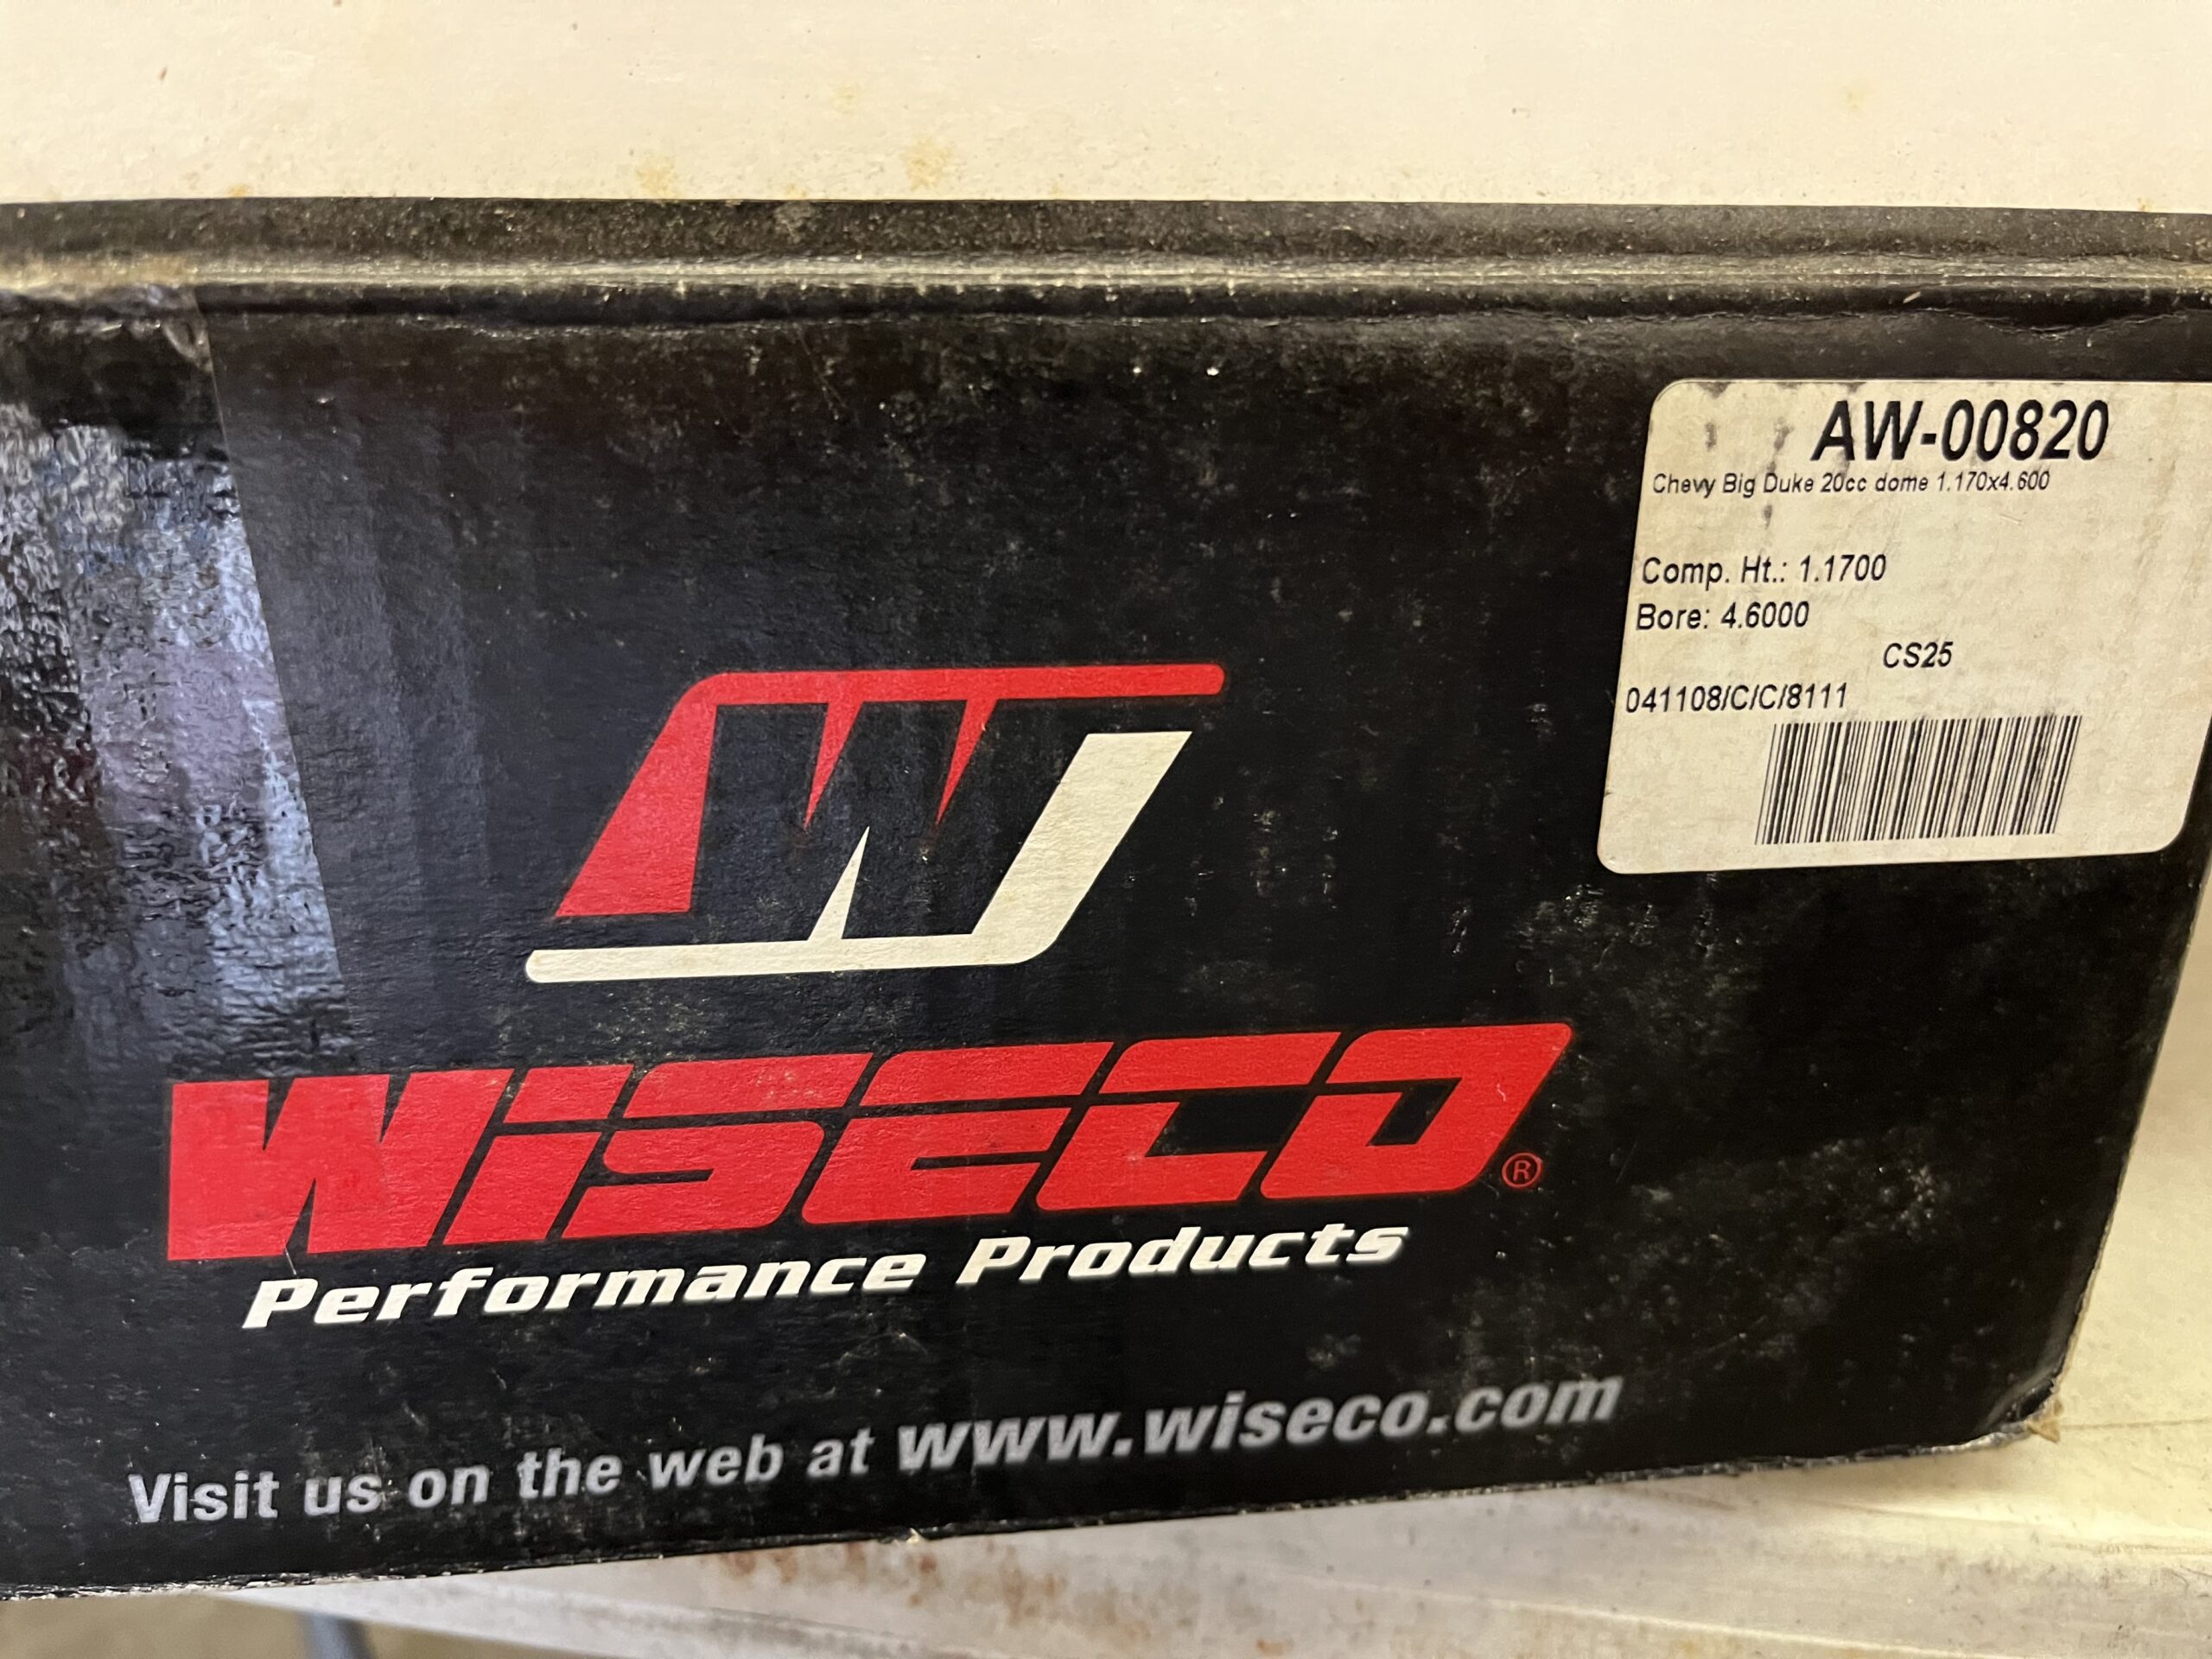 AW-00820
Chevy Big Duke 20cc dome 1.170x4.600
Comp. Ht.: 1.1700
Bore: 4.6000
CS25
041108/C/C/8111
W
WISECO®
Performance Products
Visit us on the web at www.wiseco.com